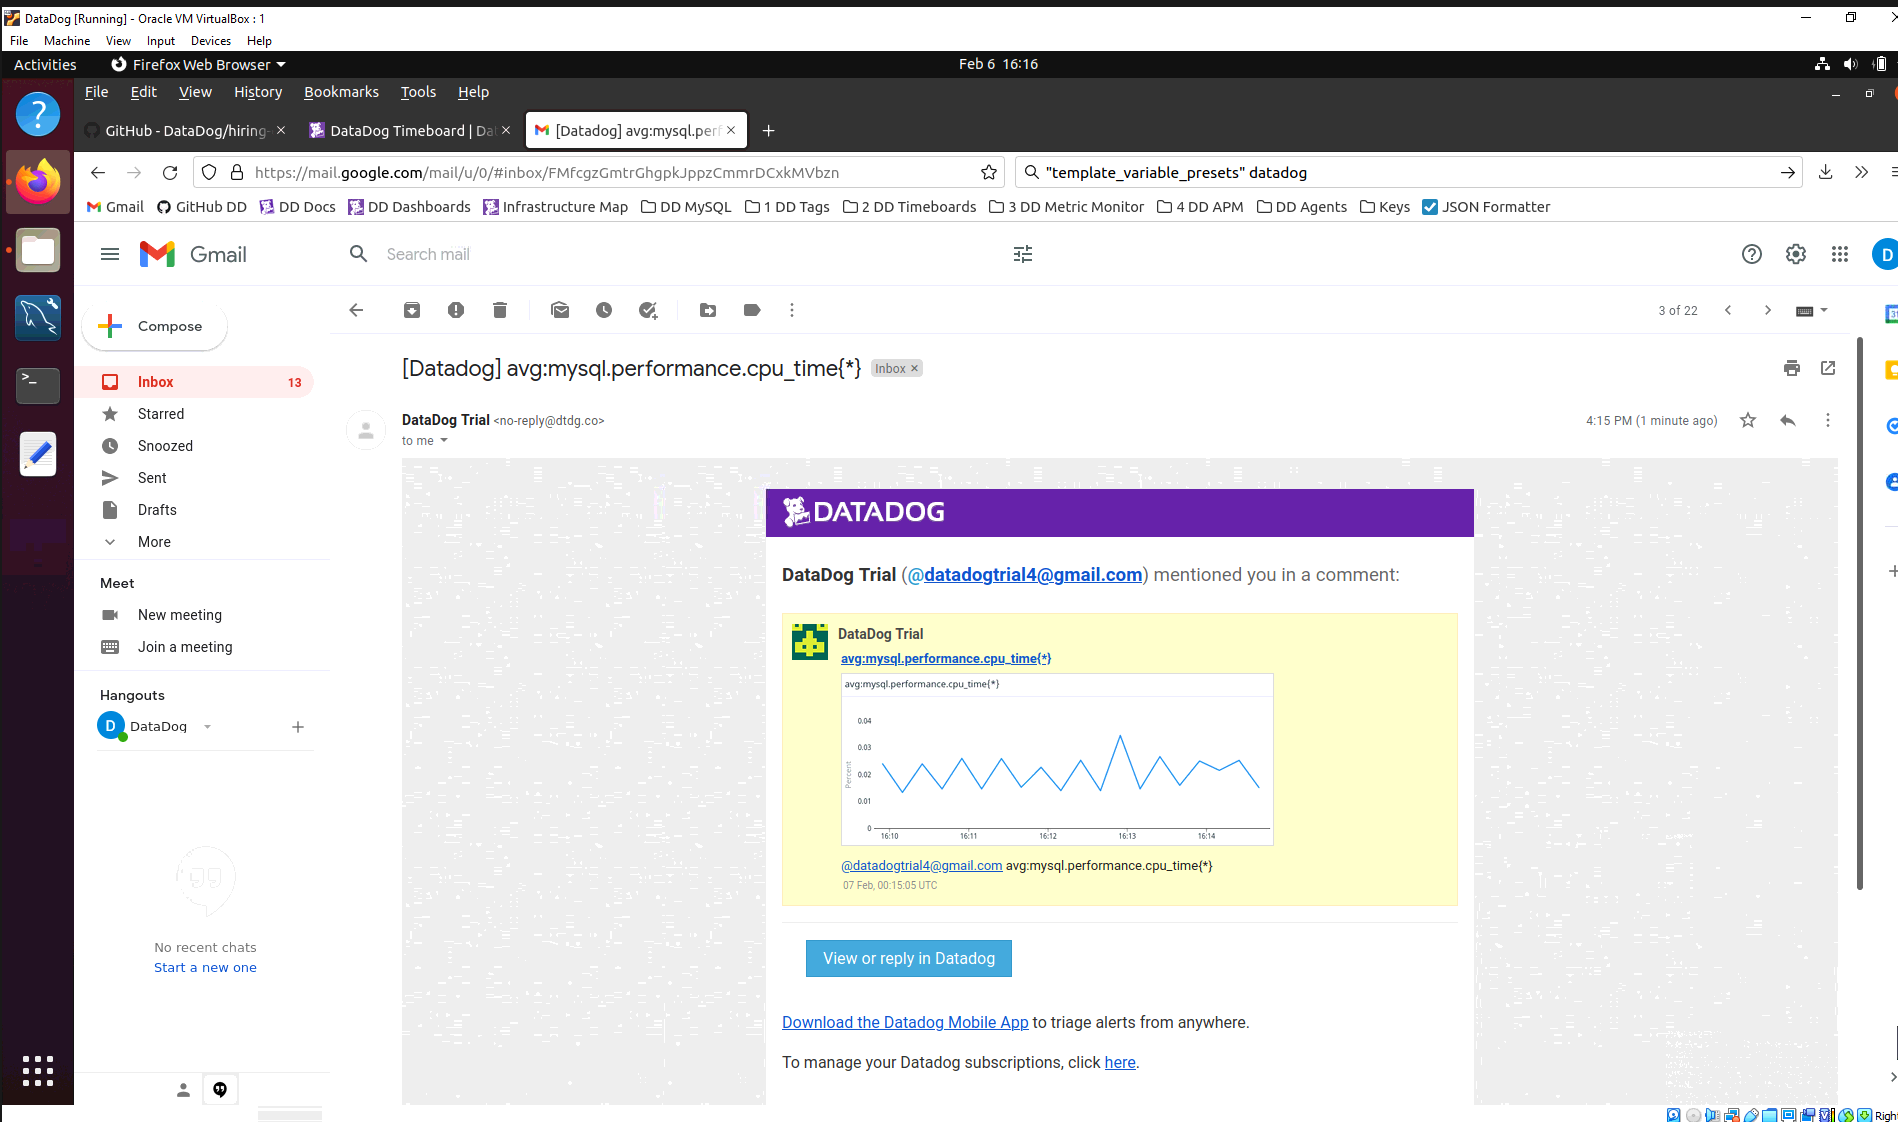 DataDog [Running] - Oracle VM VirtualBox : 1
File Machine View Input Devices Help
Activities Firefox Web Browser Feb 6 16:16
File Edit View History Bookmarks Tools Help
GitHub - DataDog/hiring- DataDog Timeboard | Da [Datadog] avg:mysql.perf
https://mail.google.com/mail/u/0/#inbox/FMfcgzGmtrGhgpkJppzCmmrDCxkMVbzn "template_variable_presets" datadog
Gmail GitHub DD DD Docs DD Dashboards Infrastructure Map DD MySQL 1 DD Tags 2 DD Timeboards 3 DD Metric Monitor 4 DD APM DD Agents Keys JSON Formatter
Gmail Search mail D
Compose 3 of 22
[Datadog] avg:mysql.performance.cpu_time{*} Inbox ×
Inbox 13
Starred
Snoozed
Sent
Drafts
More
DataDog Trial <no-reply@dtdg.co> 4:15 PM (1 minute ago)
to me
Meet
New meeting
Join a meeting
Hangouts
D DataDog
No recent chats
Start a new one
DATADOG
DataDog Trial (@datadogtrial4@gmail.com) mentioned you in a comment:
DataDog Trial
avg:mysql.performance.cpu_time{*}
avg:mysql.performance.cpu_time{*}
0.04
0.03
0.02
0.01
0
Percent
16:10 16:11 16:12 16:13 16:14
@datadogtrial4@gmail.com avg:mysql.performance.cpu_time{*}
07 Feb, 00:15:05 UTC
View or reply in Datadog
Download the Datadog Mobile App to triage alerts from anywhere.
To manage your Datadog subscriptions, click here.
Right